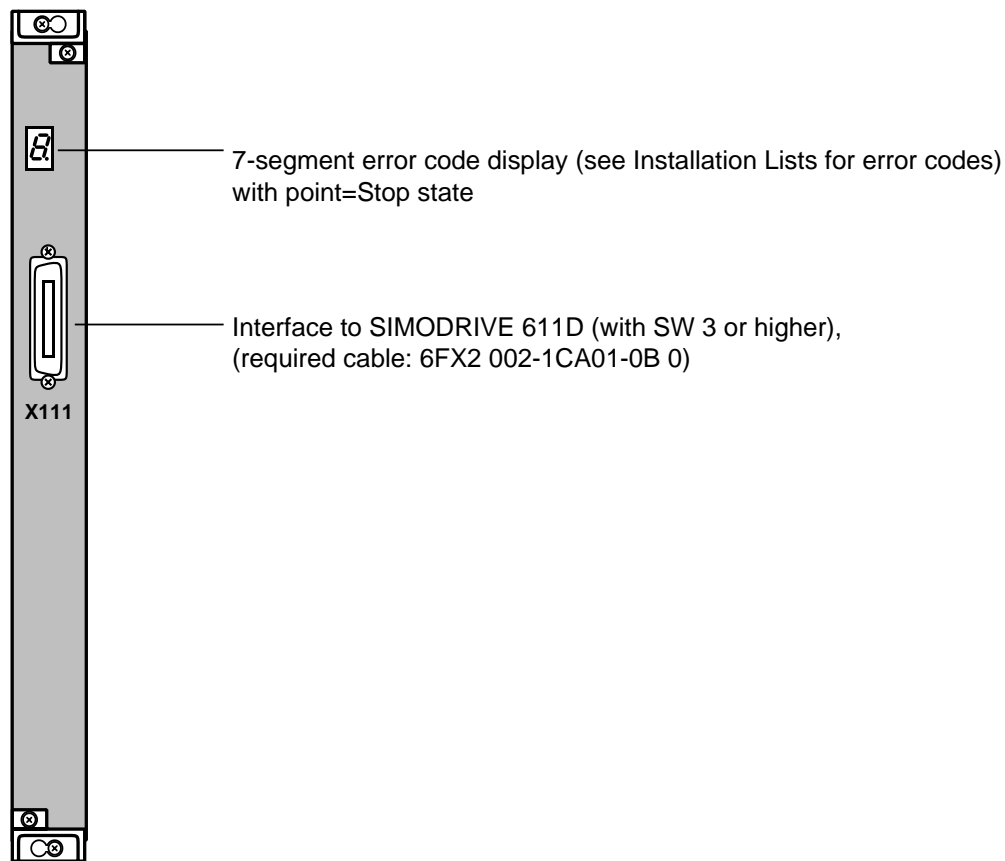 8.
7-segment error code display (see Installation Lists for error codes)
with point=Stop state
Interface to SIMODRIVE 611D (with SW 3 or higher),
(required cable: 6FX2 002-1CA01-0B 0)
X111